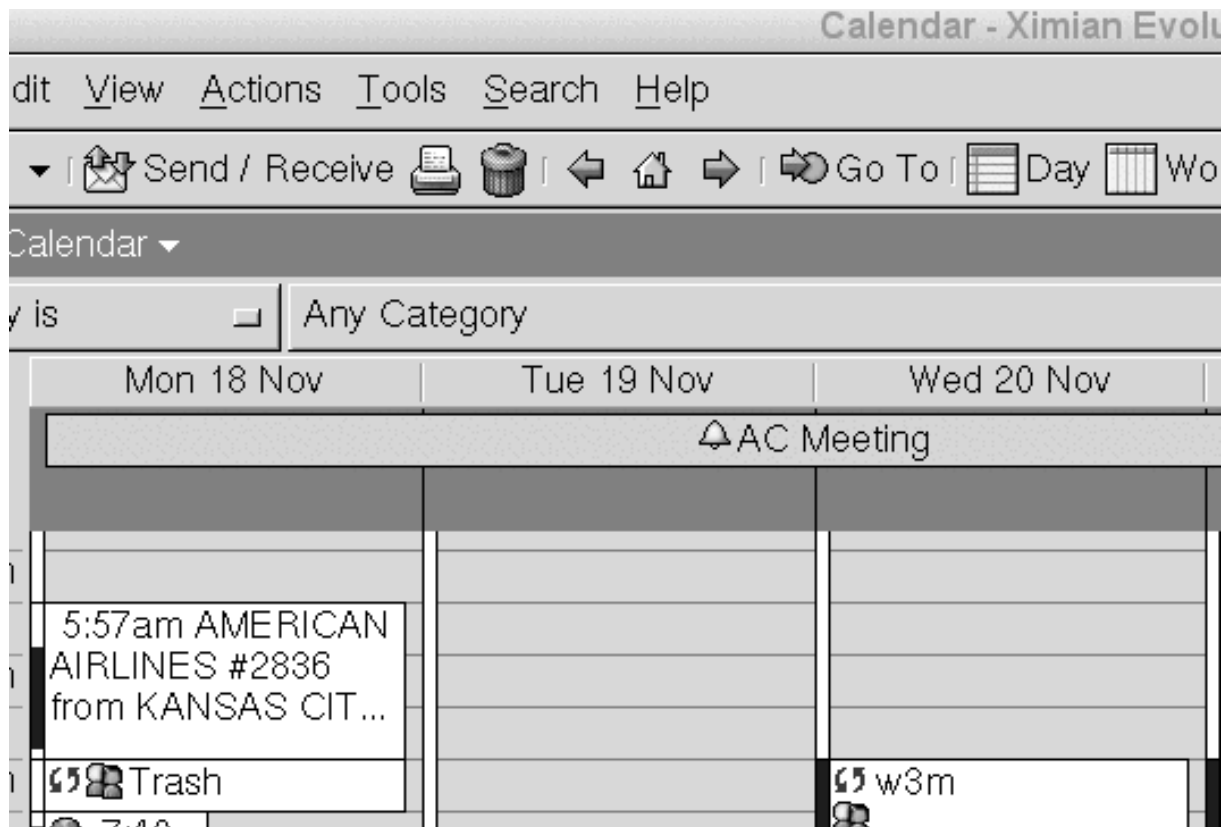 Calendar - Ximian Evolu
dit View Actions Tools Search Help
Send / Receive Go To Day Wo
Calendar
y is Any Category
Mon 18 Nov Tue 19 Nov Wed 20 Nov
AC Meeting
5:57am AMERICAN
AIRLINES #2836
from KANSAS CIT...
Trash w3m